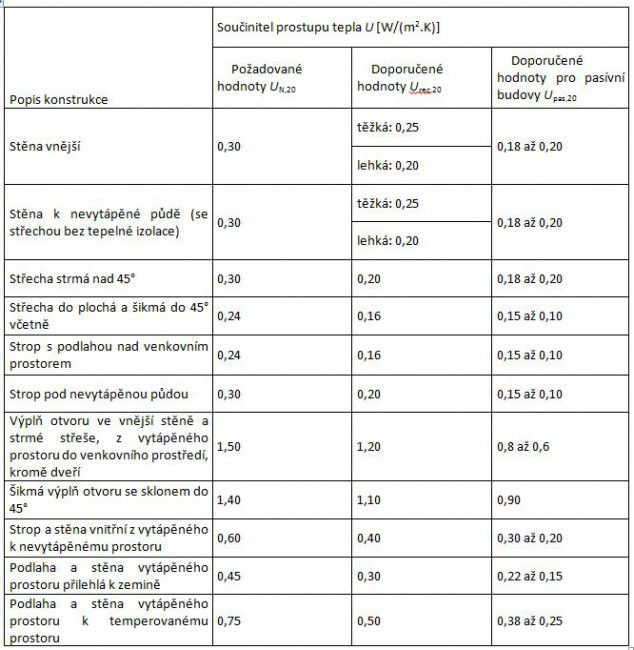 Součinitel prostupu tepla U [W/(m².K)]
Popis konstrukce
Požadované
hodnoty U N,20
Doporučené
hodnoty U rec,20
Doporučené
hodnoty pro pasívní
budovy U pas,20
Stěna vnější
0,30
těžká: 0,25
lehká: 0,20
0,18 až 0,20
Stěna k nevytápěné půdě (se
střechou bez tepelné izolace)
0,30
těžká: 0,25
lehká: 0,20
0,18 až 0,20
Střecha strmá nad 45°
0,30
0,20
0,18 až 0,20
Střecha do plochá a šikmá do 45°
včetně
0,24
0,16
0,15 až 0,10
Strop s podlahou nad venkovním
prostorem
0,24
0,16
0,15 až 0,10
Strop pod nevytápěnou půdou
0,30
0,20
0,15 až 0,10
Výplň otvoru ve vnější stěně a
strmé střeše, z vytápěného
prostoru do venkovního prostředí,
kromě dveří
1,50
1,20
0,8 až 0,6
Šikmá výplň otvoru se sklonem do
45°
1,40
1,10
0,90
Strop a stěna vnitřní z vytápěného
k nevytápěnému prostoru
0,60
0,40
0,30 až 0,20
Podlaha a stěna vytápěného
prostoru přilehlá k zemině
0,45
0,30
0,22 až 0,15
Podlaha a stěna vytápěného
prostoru k temperovanému
prostoru
0,75
0,50
0,38 až 0,25